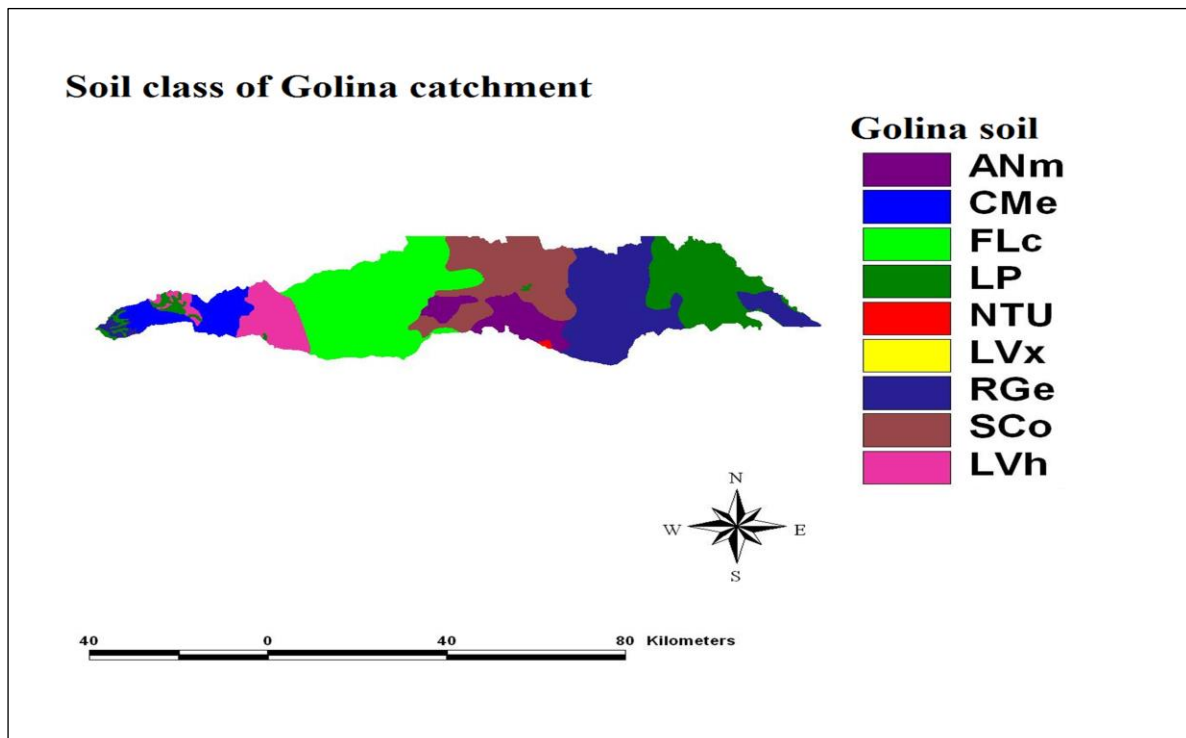 Soil class of Golina catchment
Golina soil
ANm
CMe
FLc
LP
NTU
LVx
RGe
SCo
LVh
N
W E
S
40 0 40 80 Kilometers